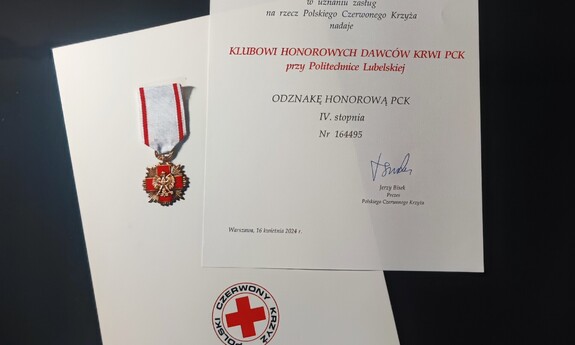 w uznaniu zasług
na rzecz Polskiego Czerwonego Krzyża
nadaje
KLUBOWI HONOROWYCH DAWCÓW KRWI PCK
przy Politechnice Lubelskiej
ODZNAKĘ HONOROWĄ PCK
IV. stopnia
Nr 164495
Jerzy Bisek
Prezes
Polskiego Czerwonego Krzyża
Warszawa, 16 kwietnia 2024 r.
POLSKI CZERWONY KRZYŻ